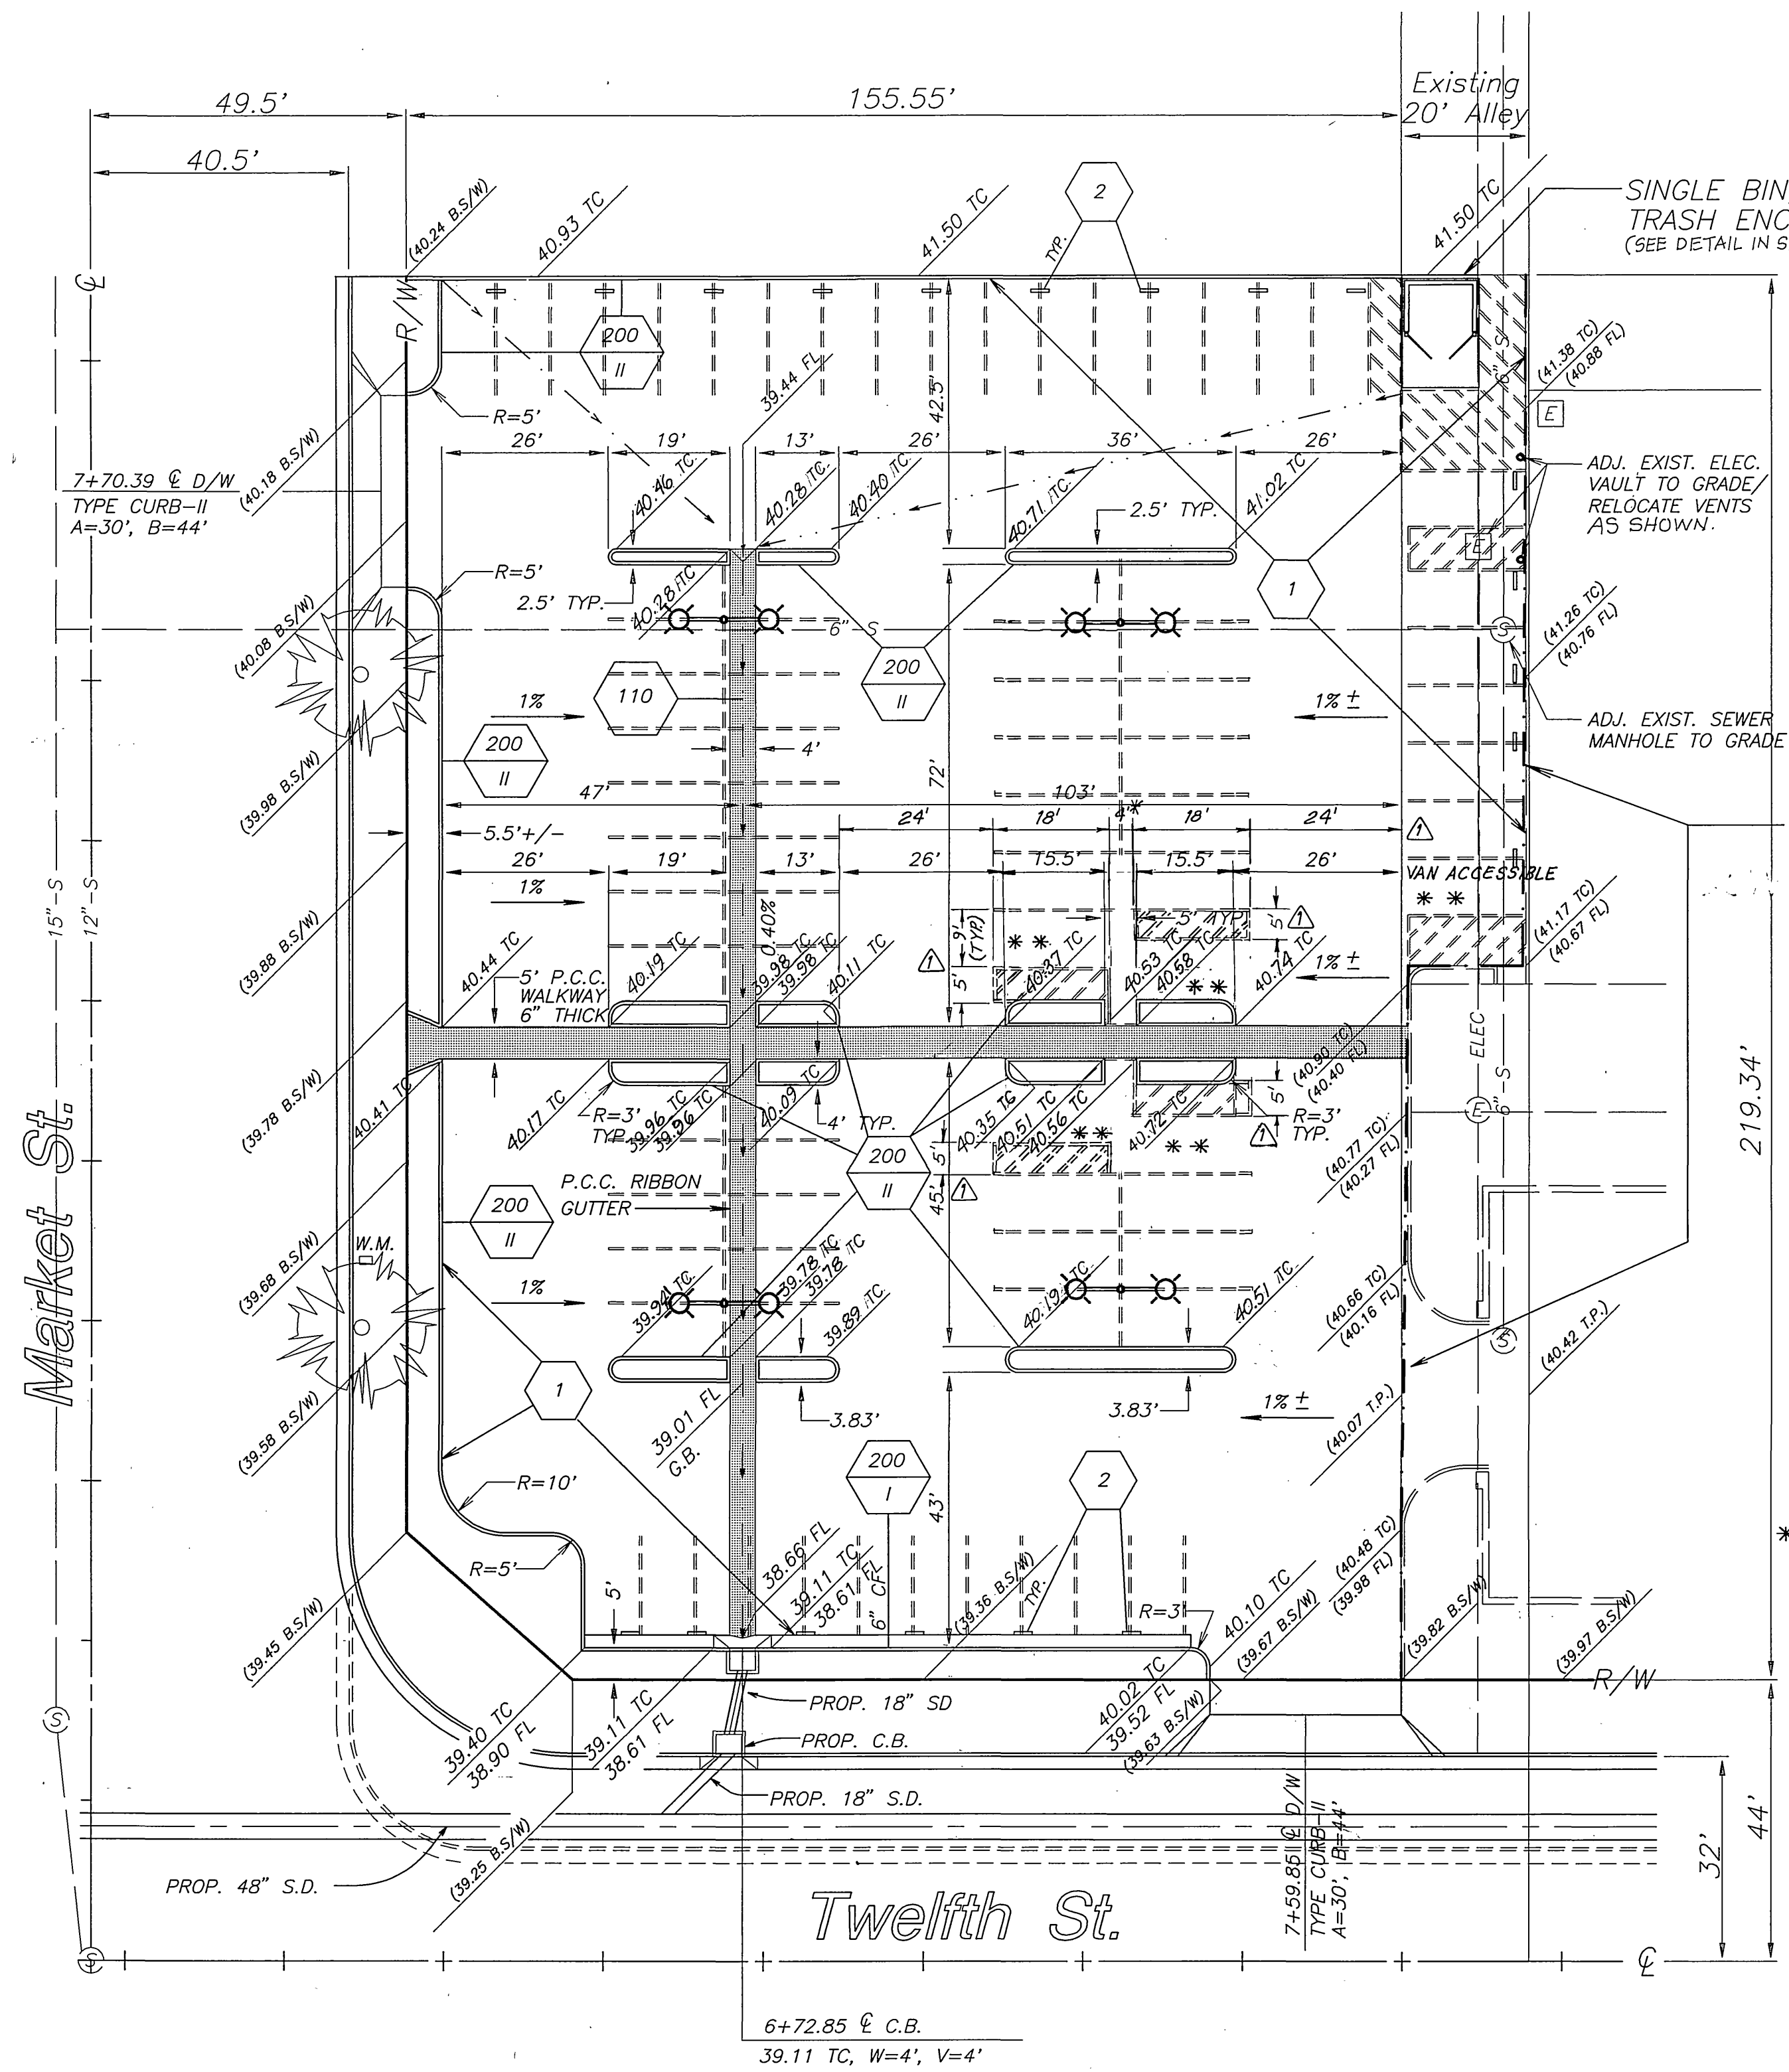 49.5'
155.55'
Existing
20' Alley
40.5'
(40.24 B.S/W)
40.93 TC
41.50 TC
2
TYP.
41.50 TC
SINGLE BIN
TRASH ENC
(SEE DETAIL IN S
℄
R/W
200
II
39.44 FL
42.5'
6"-S
(41.38 TC)
(40.88 FL)
E
R=5'
26'
19'
13'
26'
36'
26'
(40.18 B.S/W)
7+70.39 ℄ D/W
TYPE CURB-II
A=30', B=44'
40.46 TC
40.28 TC
40.40 TC
40.71 TC
41.02 TC
2.5' TYP.
ADJ. EXIST. ELEC.
VAULT TO GRADE/
RELOCATE VENTS
AS SHOWN.
E
R=5'
2.5' TYP.
40.28 TC
1
(40.08 B.S/W)
6" S
S
(41.26 TC)
(40.76 FL)
200
II
110
1%
1% ±
(39.98 B.S/W)
200
II
4'
72'
ADJ. EXIST. SEWER
MANHOLE TO GRADE
47'
103'
5.5'+/-
24'
18'
4'
*
18'
24'
1
26'
19'
13'
26'
15.5'
15.5'
26'
1%
VAN ACCESSIBLE
* *
15"-S
12"-S
(39.88 B.S/W)
0.40%
9'
(TYP.)
5' TYP.
5'
1
(41.17 TC)
(40.67 FL)
40.44 TC
5' P.C.C.
WALKWAY
6" THICK
40.19 TC
39.98 TC
39.98 TC
40.11 TC
1
5'
* *
40.37 TC
40.53 TC
40.58 TC
* *
40.74 TC
1% ±
ELEC
(39.78 B.S/W)
40.41 TC
40.17 TC
R=3'
TYP.
39.96 TC
39.96 TC
40.09 TC
4' TYP.
40.35 TC
40.51 TC
40.56 TC
40.72 TC
5'
R=3'
TYP.
1
(40.90 TC)
(40.40 FL)
E
6"-S
219.34'
Market St.
200
II
* *
* *
5'
1
45'
(40.77 TC)
(40.27 FL)
200
II
P.C.C. RIBBON
GUTTER
(39.68 B.S/W)
W.M.
1%
39.94 TC
39.78 TC
39.78 TC
39.89 TC
40.19 TC
40.51 TC
(40.66 TC)
(40.16 FL)
S
(40.42 T.P.)
(39.58 B.S/W)
1
39.01 FL
G.B.
3.83'
3.83'
1% ±
(40.07 T.P.)
200
I
2
R=10'
43'
R=5'
5'
38.66 FL
39.11 TC
38.61 FL
6" CF
(39.36 B.S/W)
TYP.
R=3'
40.10 TC
(39.67 B.S/W)
(40.48 TC)
(39.98 FL)
(39.82 B.S/W)
(39.97 B.S/W)
*
(39.45 B.S/W)
R/W
S
39.40 TC
38.90 FL
39.11 TC
38.61 FL
PROP. 18" SD
PROP. C.B.
40.02 TC
39.52 FL
(39.63 B.S/W)
PROP. 18" S.D.
PROP. 48" S.D.
(39.25 B.S/W)
7+59.85 ℄ D/W
TYPE CURB-II
A=30', B=44'
32'
44'
Twelfth St.
S
℄
6+72.85 ℄ C.B.
39.11 TC, W=4', V=4'